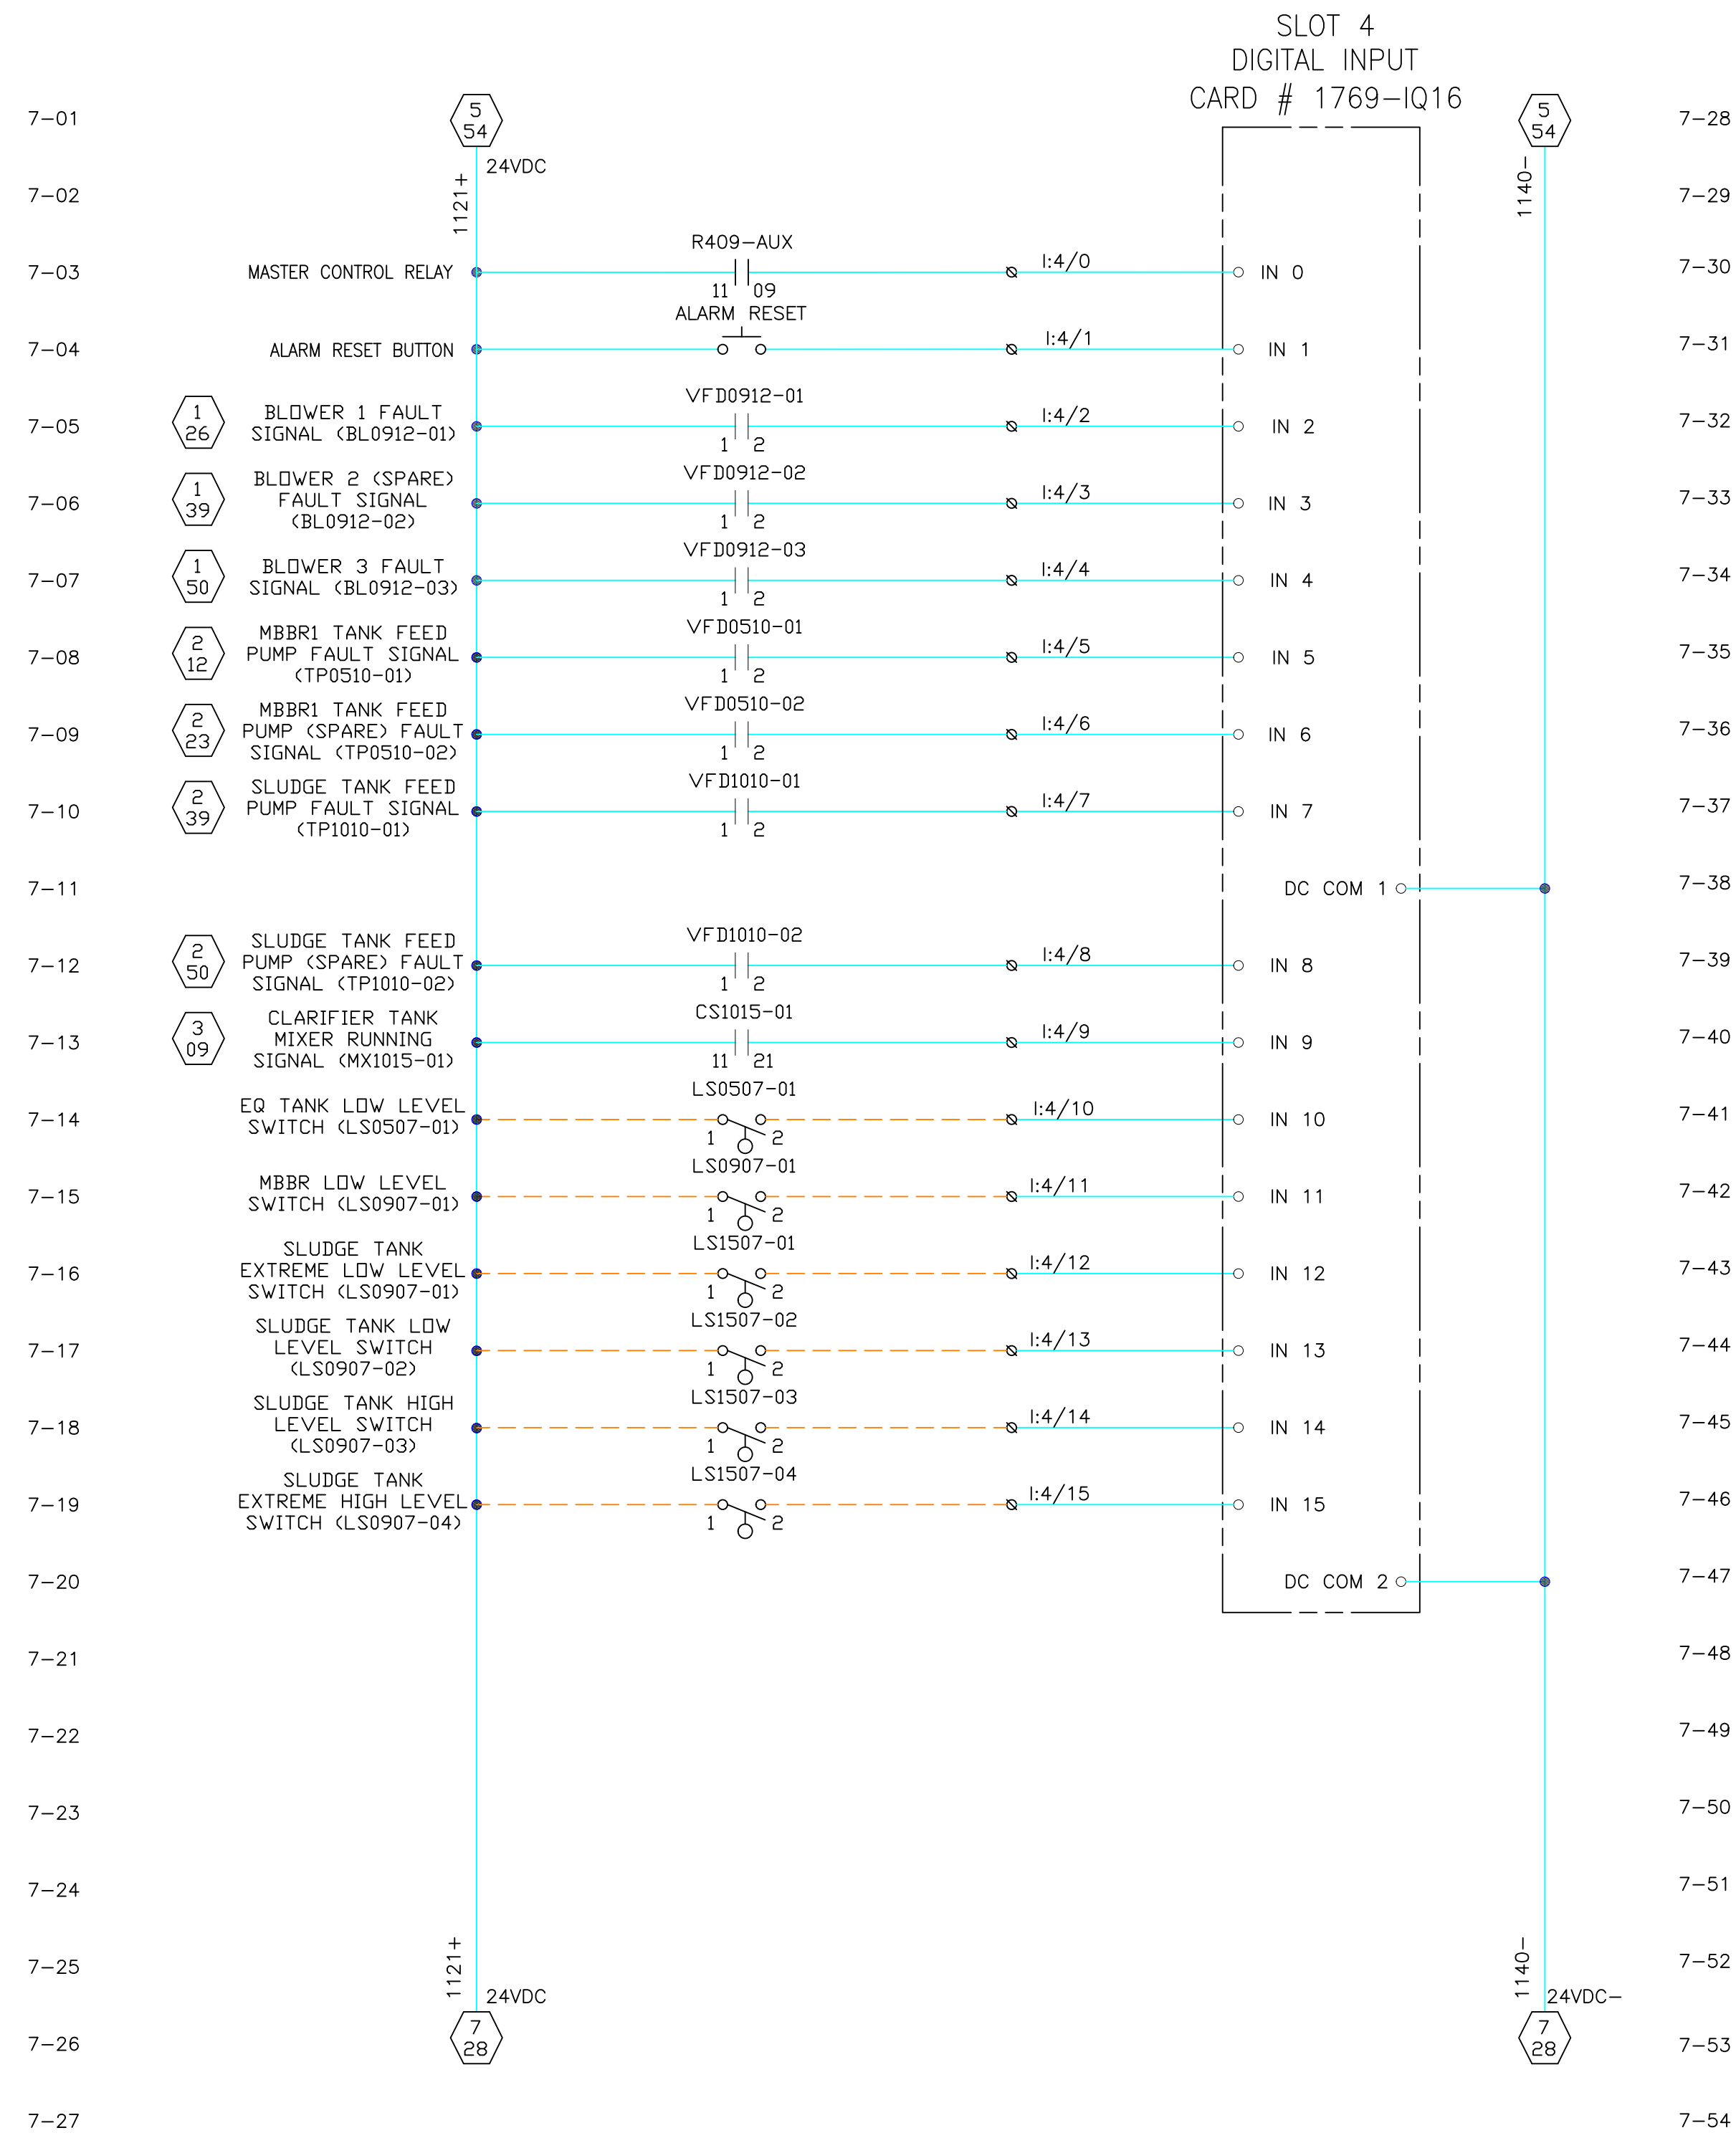 SLOT 4
DIGITAL INPUT
CARD # 1769-IQ16
7-01
5
54
5
54
7-28
24VDC
1121+
1140-
7-02
7-29
R409-AUX
7-03
MASTER CONTROL RELAY
I:4/0
IN 0
7-30
11 09
ALARM RESET
7-04
ALARM RESET BUTTON
I:4/1
IN 1
7-31
VFD0912-01
7-05
1
26
BLOWER 1 FAULT
SIGNAL (BL0912-01)
I:4/2
IN 2
7-32
1 2
VFD0912-02
7-06
1
39
BLOWER 2 (SPARE)
FAULT SIGNAL
(BL0912-02)
I:4/3
IN 3
7-33
1 2
VFD0912-03
7-07
1
50
BLOWER 3 FAULT
SIGNAL (BL0912-03)
I:4/4
IN 4
7-34
1 2
VFD0510-01
7-08
2
12
MBBR1 TANK FEED
PUMP FAULT SIGNAL
(TP0510-01)
I:4/5
IN 5
7-35
1 2
VFD0510-02
7-09
2
23
MBBR1 TANK FEED
PUMP (SPARE) FAULT
SIGNAL (TP0510-02)
I:4/6
IN 6
7-36
1 2
VFD1010-01
7-10
2
39
SLUDGE TANK FEED
PUMP FAULT SIGNAL
(TP1010-01)
I:4/7
IN 7
7-37
1 2
7-11
DC COM 1
7-38
VFD1010-02
7-12
2
50
SLUDGE TANK FEED
PUMP (SPARE) FAULT
SIGNAL (TP1010-02)
I:4/8
IN 8
7-39
1 2
CS1015-01
7-13
3
09
CLARIFIER TANK
MIXER RUNNING
SIGNAL (MX1015-01)
I:4/9
IN 9
7-40
11 21
LS0507-01
7-14
EQ TANK LOW LEVEL
SWITCH (LS0507-01)
I:4/10
IN 10
7-41
1 2
LS0907-01
7-15
MBBR LOW LEVEL
SWITCH (LS0907-01)
I:4/11
IN 11
7-42
1 2
LS1507-01
7-16
SLUDGE TANK
EXTREME LOW LEVEL
SWITCH (LS0907-01)
I:4/12
IN 12
7-43
1 2
LS1507-02
7-17
SLUDGE TANK LOW
LEVEL SWITCH
(LS0907-02)
I:4/13
IN 13
7-44
1 2
LS1507-03
7-18
SLUDGE TANK HIGH
LEVEL SWITCH
(LS0907-03)
I:4/14
IN 14
7-45
1 2
LS1507-04
7-19
SLUDGE TANK
EXTREME HIGH LEVEL
SWITCH (LS0907-04)
I:4/15
IN 15
7-46
1 2
7-20
DC COM 2
7-47
7-21
7-48
7-22
7-49
7-23
7-50
7-24
7-51
7-25
1121+
1140-
7-52
24VDC
24VDC-
7-26
7
28
7
28
7-53
7-27
7-54